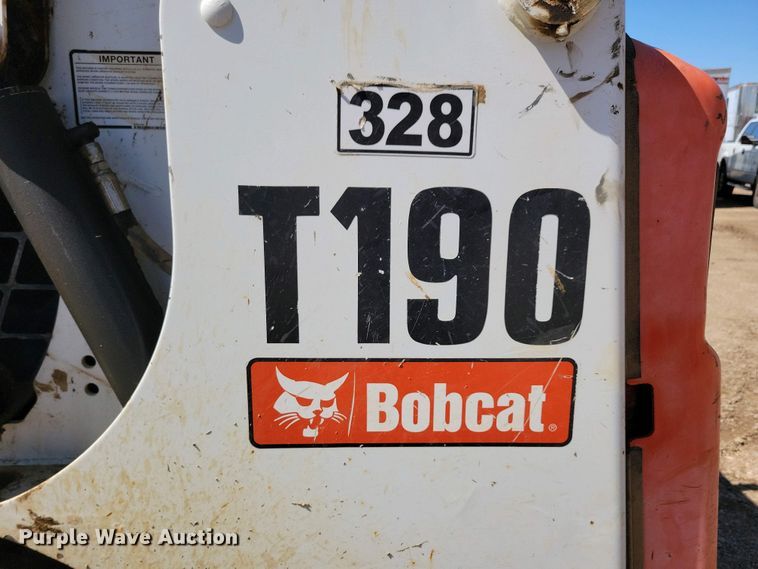 IMPORTANT
328
T190
Bobcat
®
Purple Wave Auction